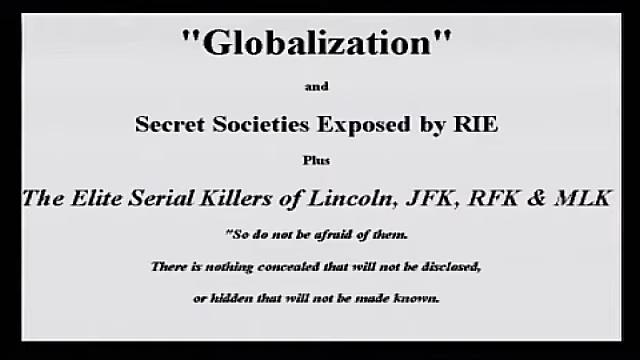 "Globalization"
and
Secret Societies Exposed by RIE
Plus
The Elite Serial Killers of Lincoln, JFK, RFK & MLK
"So do not be afraid of them.
There is nothing concealed that will not be disclosed,
or hidden that will not be made known.